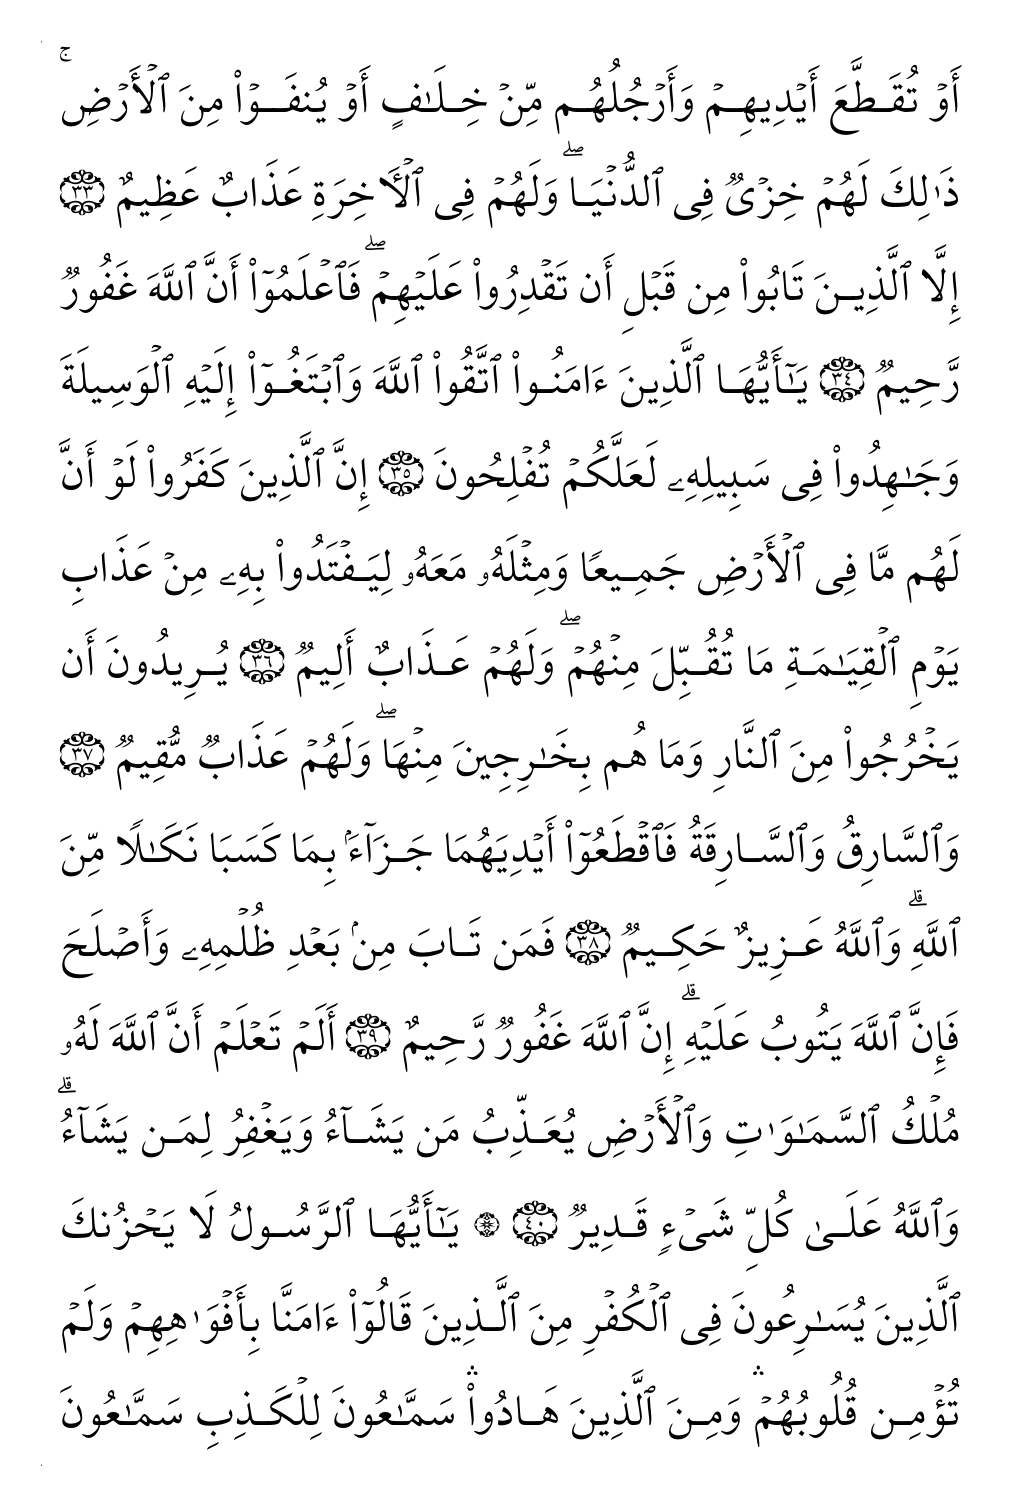 أَوۡ تُقَطَّعَ أَيۡدِيهِمۡ وَأَرۡجُلُهُم مِّنۡ خِلَٰفٍ أَوۡ يُنفَوۡاْ مِنَ ٱلۡأَرۡضِۚ
ذَٰلِكَ لَهُمۡ خِزۡيٞ فِي ٱلدُّنۡيَاۖ وَلَهُمۡ فِي ٱلۡأٓخِرَةِ عَذَابٌ عَظِيمٌ ٣٣
إِلَّا ٱلَّذِينَ تَابُواْ مِن قَبۡلِ أَن تَقۡدِرُواْ عَلَيۡهِمۡۖ فَٱعۡلَمُوٓاْ أَنَّ ٱللَّهَ غَفُورٞ
رَّحِيمٞ ٣٤ يَٰٓأَيُّهَا ٱلَّذِينَ ءَامَنُواْ ٱتَّقُواْ ٱللَّهَ وَٱبۡتَغُوٓاْ إِلَيۡهِ ٱلۡوَسِيلَةَ
وَجَٰهِدُواْ فِي سَبِيلِهِۦ لَعَلَّكُمۡ تُفۡلِحُونَ ٣٥ إِنَّ ٱلَّذِينَ كَفَرُواْ لَوۡ أَنَّ
لَهُم مَّا فِي ٱلۡأَرۡضِ جَمِيعٗا وَمِثۡلَهُۥ مَعَهُۥ لِيَفۡتَدُواْ بِهِۦ مِنۡ عَذَابِ
يَوۡمِ ٱلۡقِيَٰمَةِ مَا تُقُبِّلَ مِنۡهُمۡۖ وَلَهُمۡ عَذَابٌ أَلِيمٞ ٣٦ يُرِيدُونَ أَن
يَخۡرُجُواْ مِنَ ٱلنَّارِ وَمَا هُم بِخَٰرِجِينَ مِنۡهَاۖ وَلَهُمۡ عَذَابٞ مُّقِيمٞ ٣٧
وَٱلسَّارِقُ وَٱلسَّارِقَةُ فَٱقۡطَعُوٓاْ أَيۡدِيَهُمَا جَزَآءَۢ بِمَا كَسَبَا نَكَٰلٗا مِّنَ
ٱللَّهِۗ وَٱللَّهُ عَزِيزٌ حَكِيمٞ ٣٨ فَمَن تَابَ مِنۢ بَعۡدِ ظُلۡمِهِۦ وَأَصۡلَحَ
فَإِنَّ ٱللَّهَ يَتُوبُ عَلَيۡهِۗ إِنَّ ٱللَّهَ غَفُورٞ رَّحِيمٌ ٣٩ أَلَمۡ تَعۡلَمۡ أَنَّ ٱللَّهَ لَهُۥ
مُلۡكُ ٱلسَّمَٰوَٰتِ وَٱلۡأَرۡضِ يُعَذِّبُ مَن يَشَآءُ وَيَغۡفِرُ لِمَن يَشَآءُۗ
وَٱللَّهُ عَلَىٰ كُلِّ شَيۡءٖ قَدِيرٞ ٤٠ ۞ يَٰٓأَيُّهَا ٱلرَّسُولُ لَا يَحۡزُنكَ
ٱلَّذِينَ يُسَٰرِعُونَ فِي ٱلۡكُفۡرِ مِنَ ٱلَّذِينَ قَالُوٓاْ ءَامَنَّا بِأَفۡوَٰهِهِمۡ وَلَمۡ
تُؤۡمِن قُلُوبُهُمۡۛ وَمِنَ ٱلَّذِينَ هَادُواْۛ سَمَّٰعُونَ لِلۡكَذِبِ سَمَّٰعُونَ